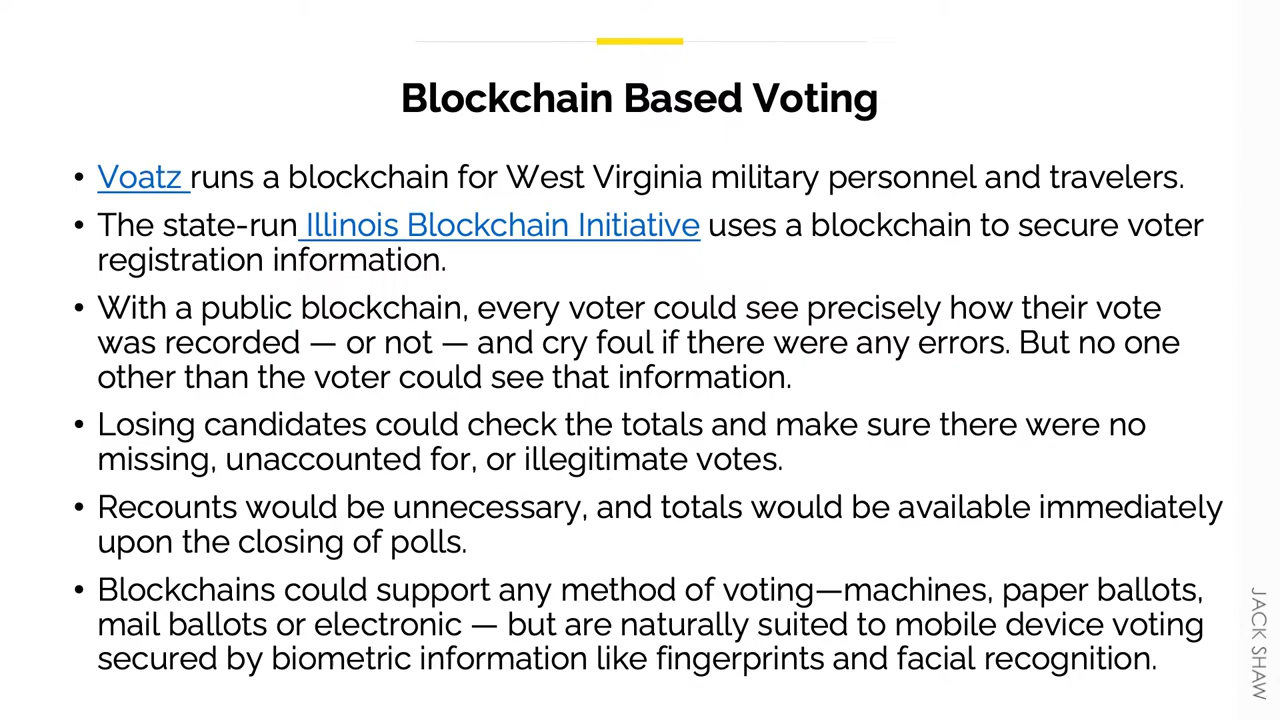 Blockchain Based Voting
• Voatz runs a blockchain for West Virginia military personnel and travelers.
• The state-run Illinois Blockchain Initiative uses a blockchain to secure voter
registration information.
• With a public blockchain, every voter could see precisely how their vote
was recorded — or not — and cry foul if there were any errors. But no one
other than the voter could see that information.
• Losing candidates could check the totals and make sure there were no
missing, unaccounted for, or illegitimate votes.
• Recounts would be unnecessary, and totals would be available immediately
upon the closing of polls.
• Blockchains could support any method of voting—machines, paper ballots,
mail ballots or electronic — but are naturally suited to mobile device voting
secured by biometric information like fingerprints and facial recognition.
JACK SHAW